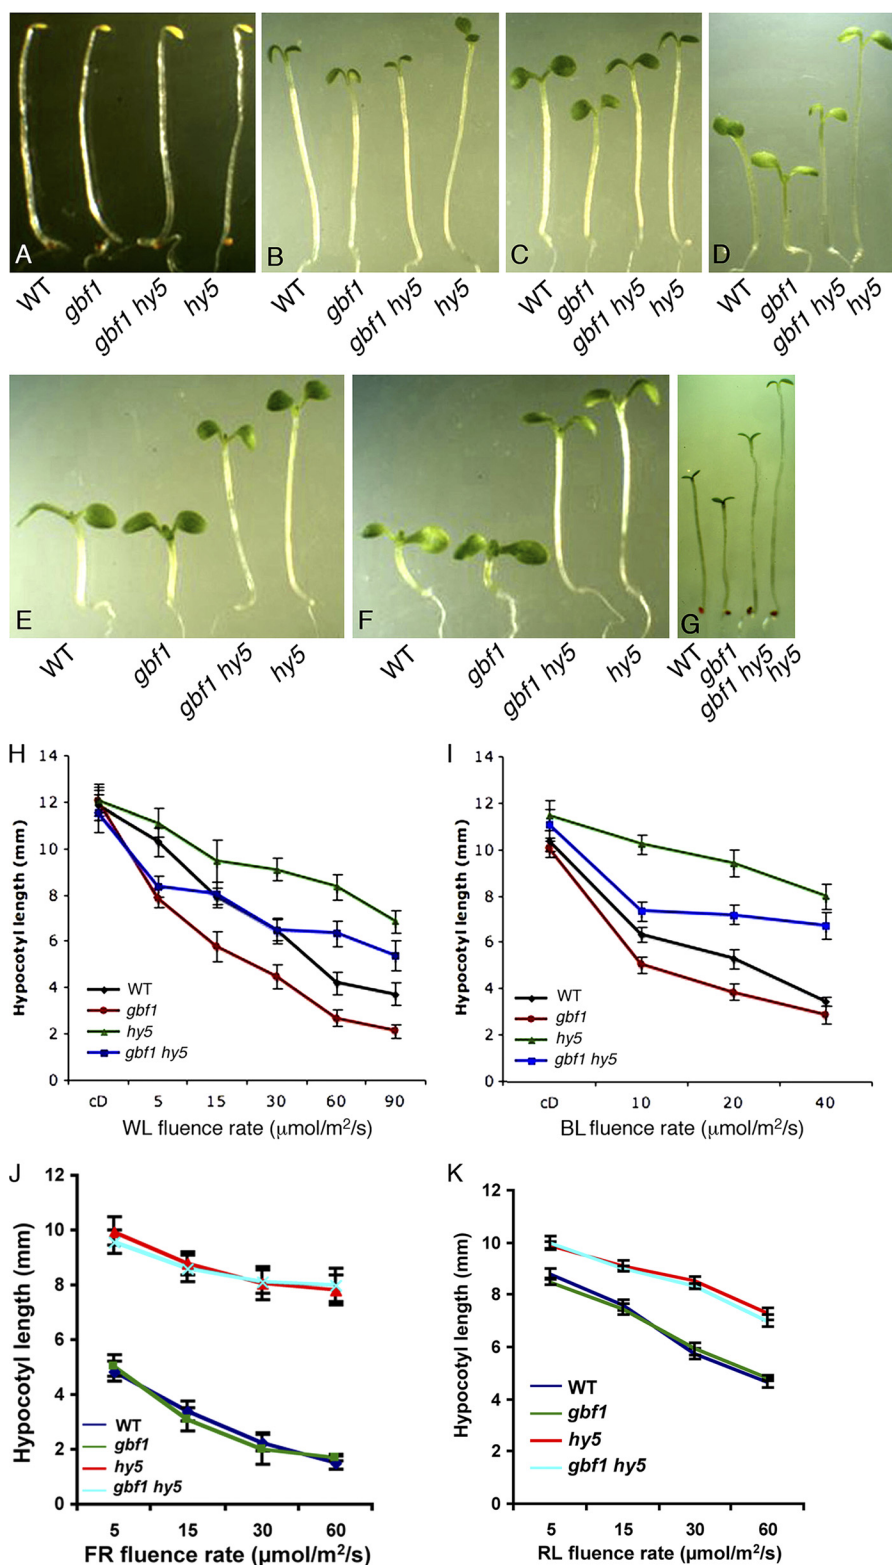 A
B
C
D
WT
gbf1
gbf1 hy5
hy5
WT
gbf1
gbf1 hy5
hy5
WT
gbf1
gbf1 hy5
hy5
WT
gbf1
gbf1 hy5
hy5
E
F
G
WT
gbf1
gbf1 hy5
hy5
WT
gbf1
gbf1 hy5
hy5
WT
gbf1
gbf1 hy5
hy5
H
14
12
10
8
6
4
2
0
Hypocotyl length (mm)
WT
gbf1
hy5
gbf1 hy5
cD 5 15 30 60 90
WL fluence rate (μmol/m²/s)
I
14
12
10
8
6
4
2
0
Hypocotyl length (mm)
WT
gbf1
hy5
gbf1 hy5
cD 10 20 40
BL fluence rate (μmol/m²/s)
J
12
10
8
6
4
2
0
Hypocotyl length (mm)
WT
gbf1
hy5
gbf1 hy5
5 15 30 60
FR fluence rate (μmol/m²/s)
K
12
10
8
6
4
2
0
Hypocotyl length (mm)
WT
gbf1
hy5
gbf1 hy5
5 15 30 60
RL fluence rate (μmol/m²/s)